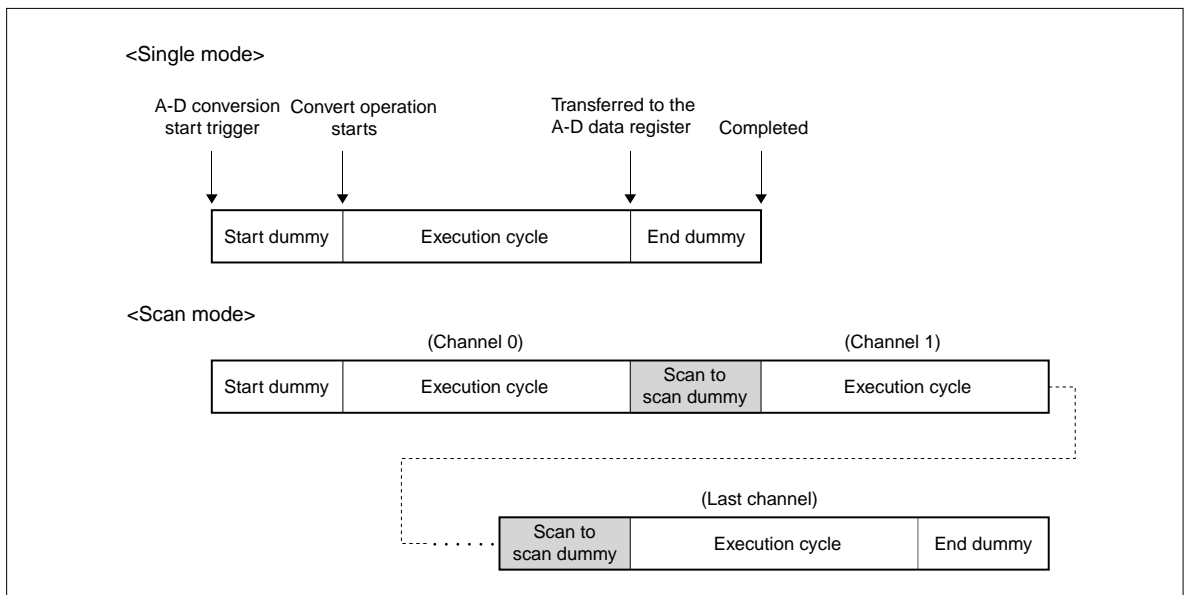 <Single mode>
A-D conversion
start trigger
Convert operation
starts
Transferred to the
A-D data register
Completed
Start dummy
Execution cycle
End dummy
<Scan mode>
(Channel 0)
(Channel 1)
Start dummy
Execution cycle
Scan to
scan dummy
Execution cycle
(Last channel)
Scan to
scan dummy
Execution cycle
End dummy